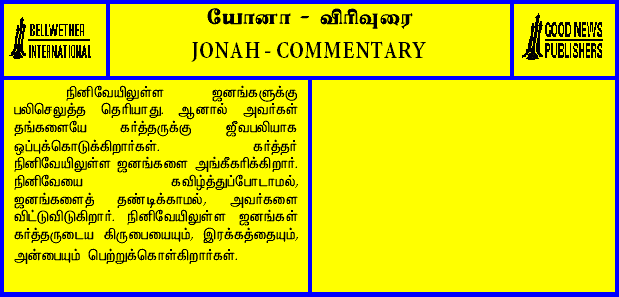 BELLWETHER
INTERNATIONAL
யோனா - விரிவுரை
JONAH - COMMENTARY
GOOD NEWS
PUBLISHERS
நினிவேயிலுள்ள ஜனங்களுக்கு
பலிசெலுத்த தெரியாது. ஆனால் அவர்கள்
தங்களையே கர்த்தருக்கு ஜீவபலியாக
ஒப்புக்கொடுக்கிறார்கள். கர்த்தர்
நினிவேயிலுள்ள ஜனங்களை அங்கீகரிக்கிறார்.
நினிவேயை கவிழ்த்துப்போடாமல்,
ஜனங்களைத் தண்டிக்காமல், அவர்களை
விட்டுவிடுகிறார். நினிவேயிலுள்ள ஜனங்கள்
கர்த்தருடைய கிருபையையும், இரக்கத்தையும்,
அன்பையும் பெற்றுக்கொள்கிறார்கள்.